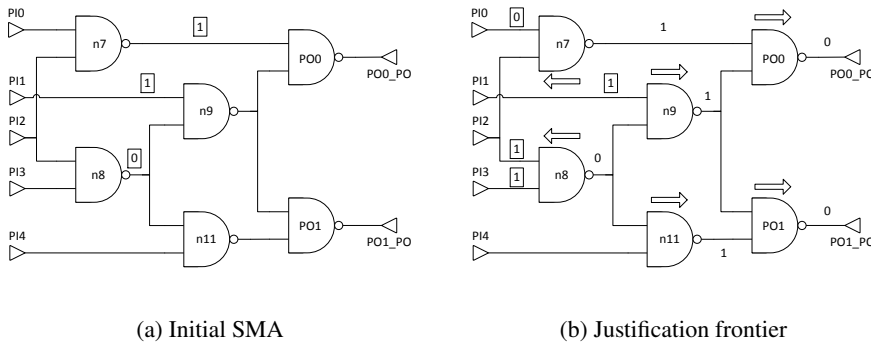 PI0
n7
1
PO0
PO0_PO
PI1
1
n9
PI2
0
PI3
n8
PI4
n11
PO1
PO1_PO
(a) Initial SMA
PI0
0
n7
1
PO0
0
PO0_PO
PI1
1
n9
1
PI2
1
PI3
1
n8
0
PI4
n11
1
PO1
0
PO1_PO
(b) Justification frontier